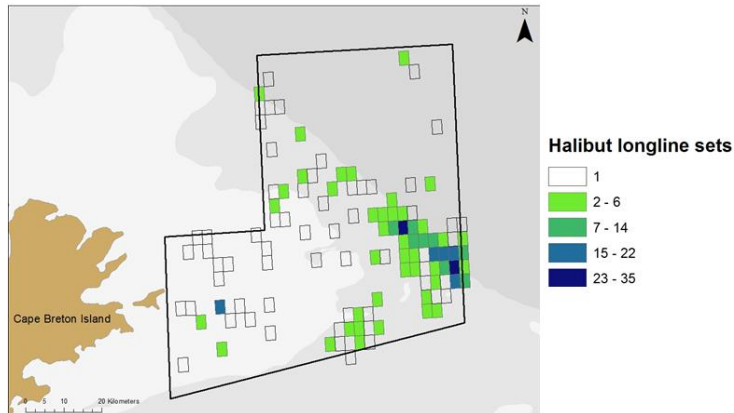 N
Halibut longline sets
1
2 - 6
7 - 14
15 - 22
23 - 35
Cape Breton Island
0 5 10 20 Kilometers